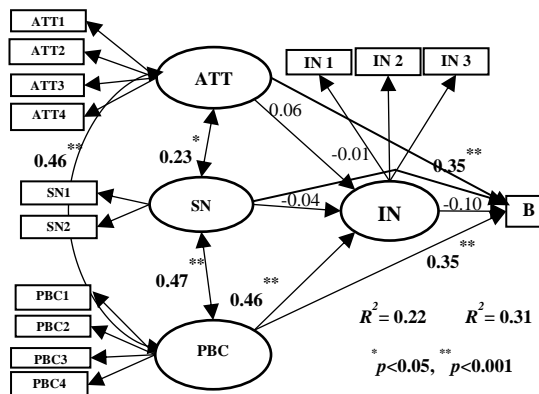 ATT1
ATT2
ATT3
ATT4
ATT
IN 1
IN 2
IN 3
0.06
*
0.46 **
0.23
-0.01
0.35 **
SN1
SN2
SN
-0.04
IN
-0.10
B
**
0.47
0.46 **
0.35 **
PBC1
PBC2
PBC3
PBC4
PBC
R² = 0.22
R² = 0.31
* p<0.05, ** p<0.001